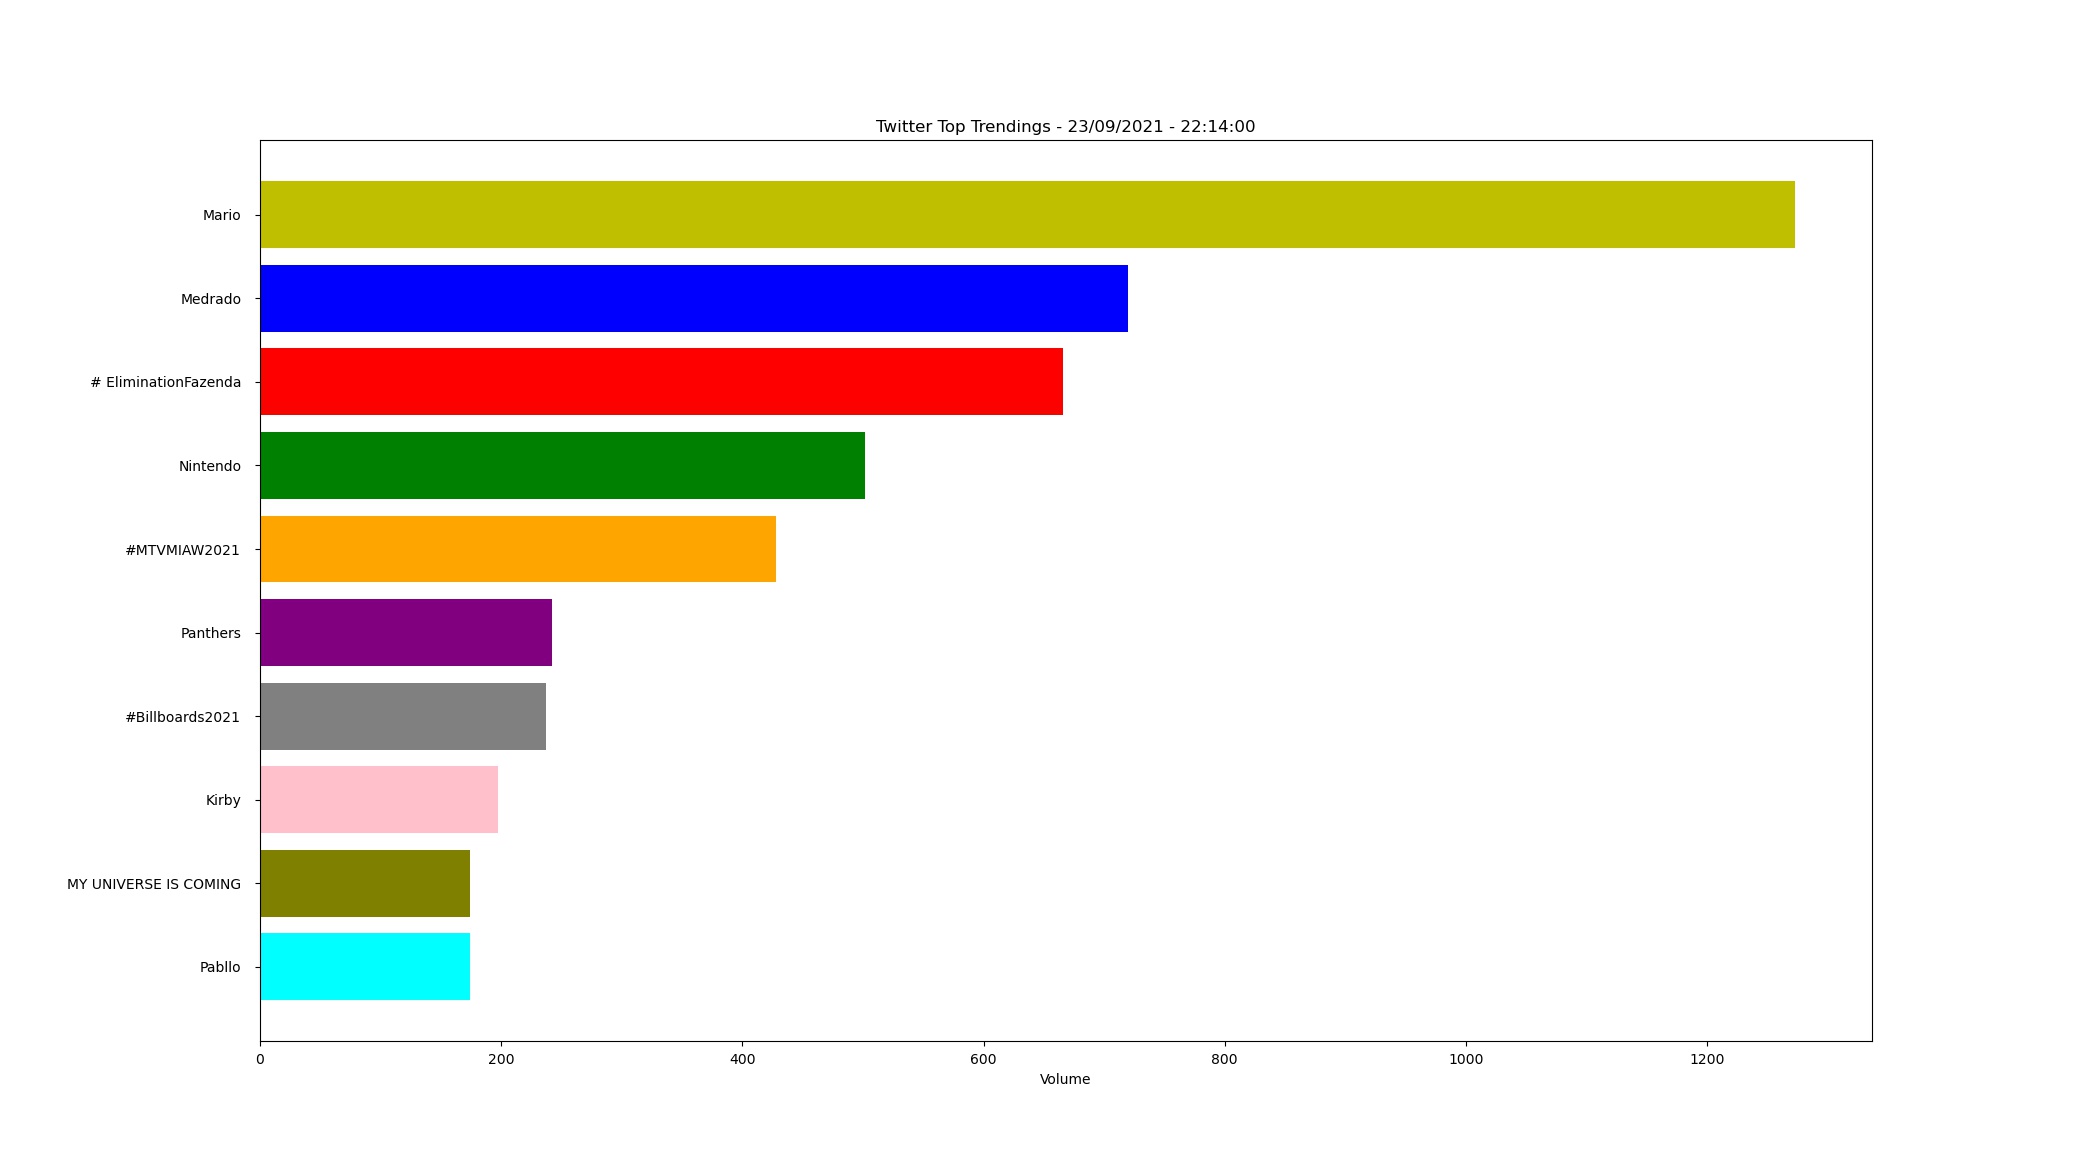 Twitter Top Trendings - 23/09/2021 - 22:14:00
Mario
Medrado
# EliminationFazenda
Nintendo
#MTVMIAW2021
Panthers
#Billboards2021
Kirby
MY UNIVERSE IS COMING
Pabllo
0 200 400 600 800 1000 1200
Volume